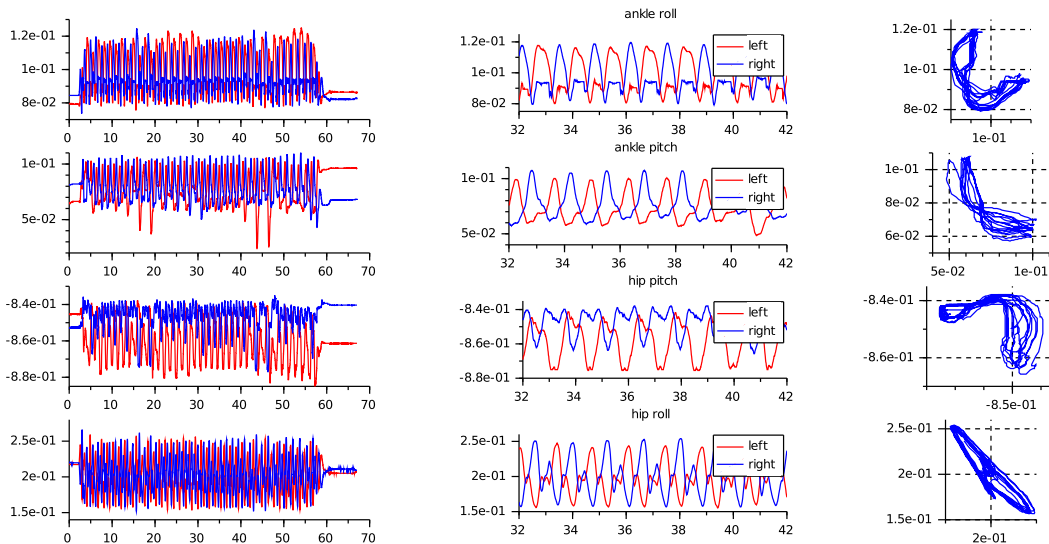 ankle roll
1.2e-01
1e-01
8e-02
0 10 20 30 40 50 60 70
1.2e-01
1e-01
8e-02
left
right
32 34 36 38 40 42
1.2e-01
1e-01
8e-02
1e-01
ankle pitch
1e-01
5e-02
0 10 20 30 40 50 60 70
1e-01
5e-02
left
right
32 34 36 38 40 42
1e-01
8e-02
6e-02
5e-02 1e-01
hip pitch
-8.4e-01
-8.6e-01
-8.8e-01
0 10 20 30 40 50 60 70
-8.4e-01
-8.6e-01
-8.8e-01
left
right
32 34 36 38 40 42
-8.4e-01
-8.6e-01
-8.5e-01
hip roll
2.5e-01
2e-01
1.5e-01
0 10 20 30 40 50 60 70
2.5e-01
2e-01
1.5e-01
left
right
32 34 36 38 40 42
2.5e-01
2e-01
1.5e-01
2e-01